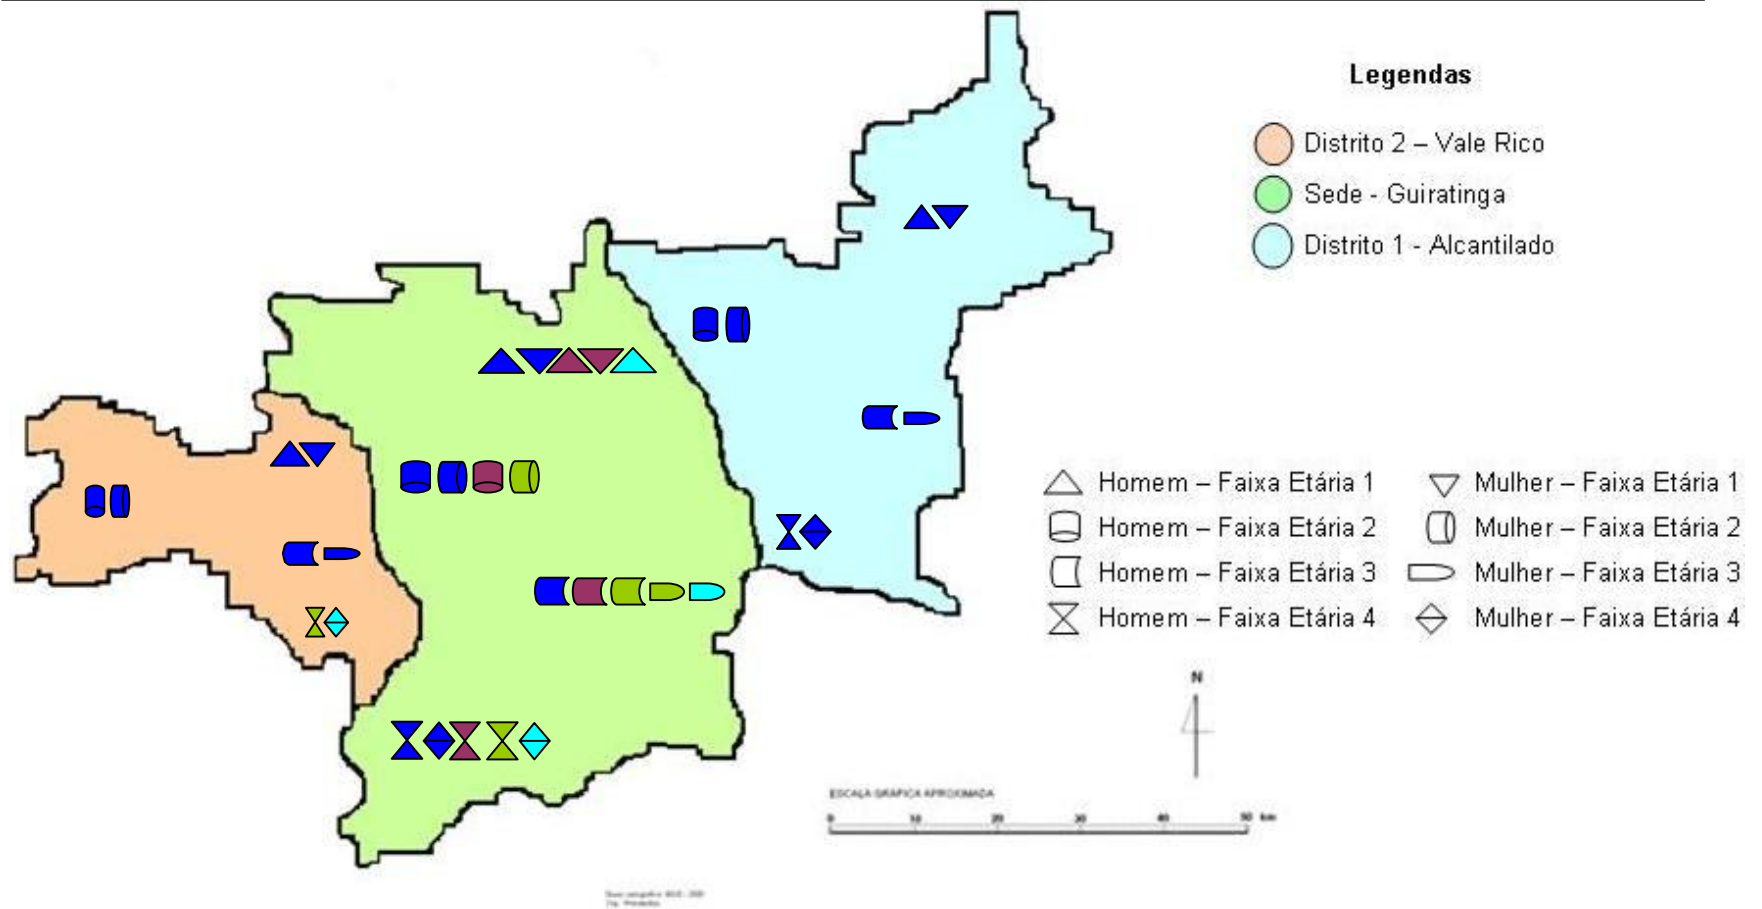 Legendas
Distrito 2 – Vale Rico
Sede - Guiratinga
Distrito 1 - Alcantilado
Homem – Faixa Etária 1
Mulher – Faixa Etária 1
Homem – Faixa Etária 2
Mulher – Faixa Etária 2
Homem – Faixa Etária 3
Mulher – Faixa Etária 3
Homem – Faixa Etária 4
Mulher – Faixa Etária 4
N
ESCALA GRÁFICA APROXIMADA
0 10 20 30 40 50 km